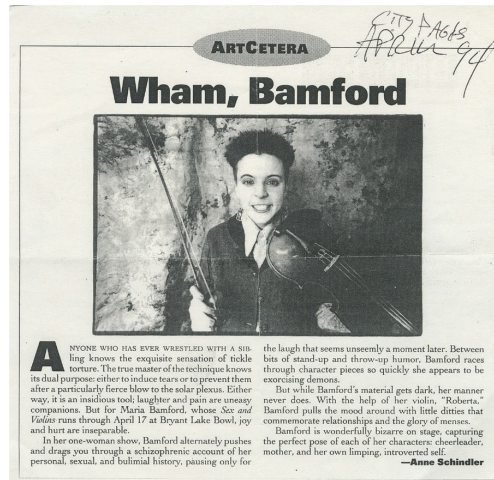 CITY PAGES
APRIL 94
ARTCETERA
Wham, Bamford
ANYONE WHO HAS EVER WRESTLED WITH A SIB-
ling knows the exquisite sensation of tickle
torture. The true master of the technique knows
its dual purpose: either to induce tears or to prevent them
after a particularly fierce blow to the solar plexus. Either
way, it is an insidious tool; laughter and pain are uneasy
companions. But for Maria Bamford, whose Sex and
Violins runs through April 17 at Bryant Lake Bowl, joy
and hurt are inseparable.
In her one-woman show, Bamford alternately pushes
and drags you through a schizophrenic account of her
personal, sexual, and bulimial history, pausing only for
the laugh that seems unseemly a moment later. Between
bits of stand-up and throw-up humor, Bamford races
through character pieces so quickly she appears to be
exorcising demons.
But while Bamford's material gets dark, her manner
never does. With the help of her violin, "Roberta,"
Bamford pulls the mood around with little ditties that
commemorate relationships and the glory of menses.
Bamford is wonderfully bizarre on stage, capturing
the perfect pose of each of her characters: cheerleader,
mother, and her own limping, introverted self.
—Anne Schindler